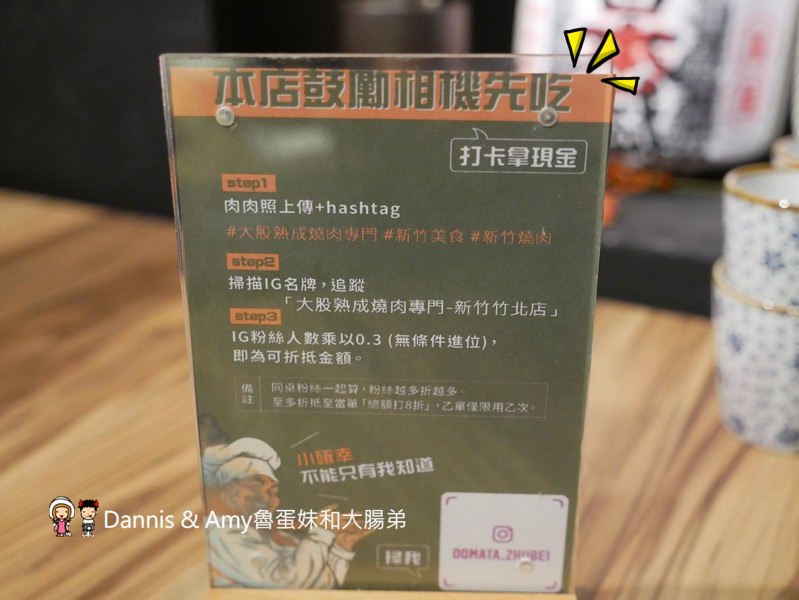 本店鼓勵相機先吃
打卡拿現金
step1
肉肉照上傳+hashtag
#大股熟成燒肉專門 #新竹美食 #新竹燒肉
step2
掃描IG名牌，追蹤
「大股熟成燒肉專門-新竹竹北店」
step3
IG粉絲人數乘以0.3 (無條件進位)，
即為可折抵金額。
備註
同桌粉絲一起算，粉絲越多折越多。
至多折抵至當單「總額打8折」，乙單僅限用乙次。
小確幸
不能只有我知道
掃我
OOMATA_ZHUBEI
Dannis & Amy魯蛋妹和大腸弟